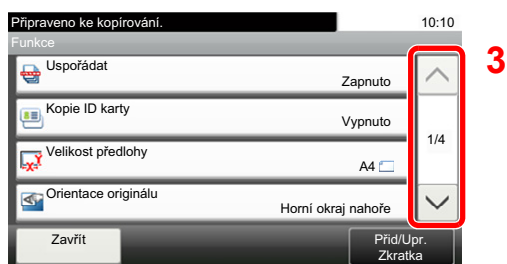 Připraveno ke kopírování.
10:10
Funkce
Uspořádat
Zapnuto
Kopie ID karty
Vypnuto
Velikost předlohy
A4
Orientace originálu
Horní okraj nahoře
1/4
3
Zavřít
Přid/Upr.
Zkratka